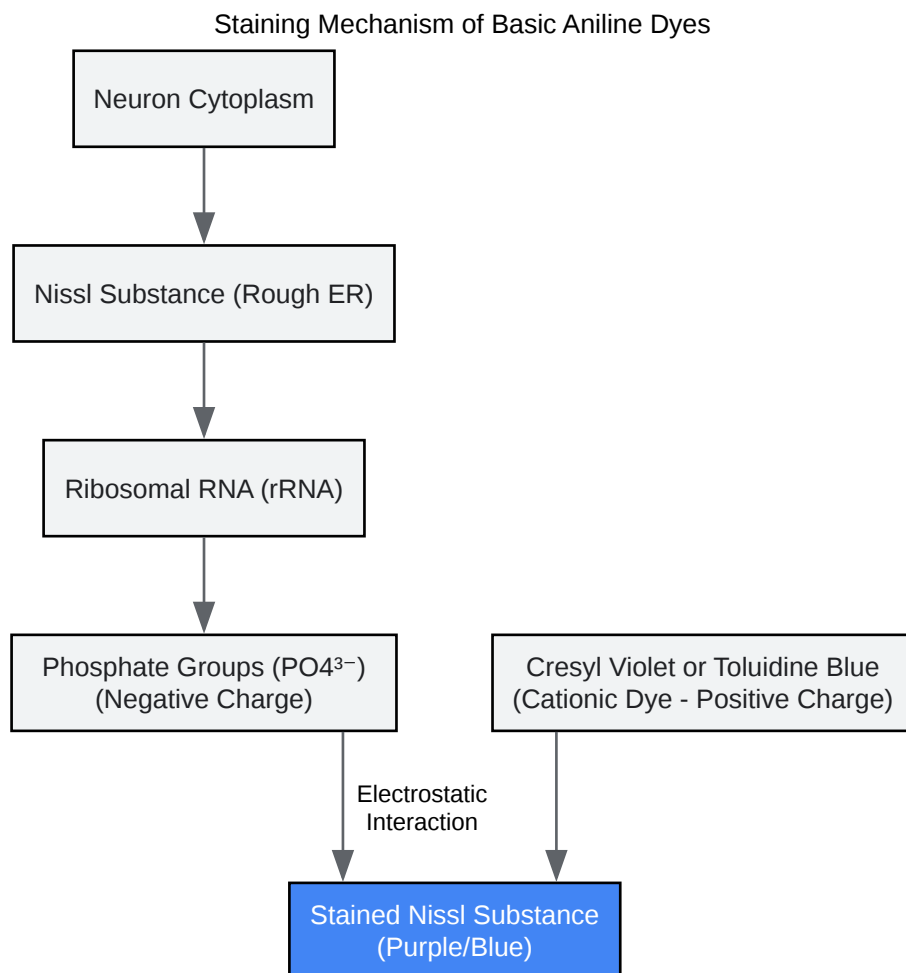 Staining Mechanism of Basic Aniline Dyes
Neuron Cytoplasm
Nissl Substance (Rough ER)
Ribosomal RNA (rRNA)
Phosphate Groups (PO4³⁻)
(Negative Charge)
Cresyl Violet or Toluidine Blue
(Cationic Dye - Positive Charge)
Electrostatic
Interaction
Stained Nissl Substance
(Purple/Blue)